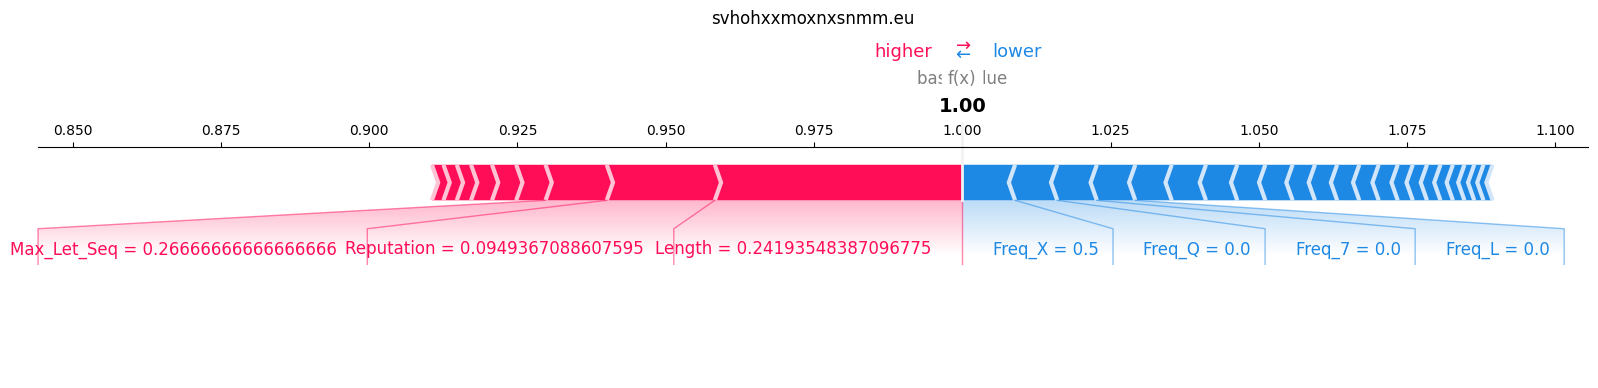 svhohxxmoxnxsnmm.eu
higher ⇄ lower
bas f(x) lue
1.00
0.850 0.875 0.900 0.925 0.950 0.975 1.000 1.025 1.050 1.075 1.100
Max_Let_Seq = 0.26666666666666666 Reputation = 0.0949367088607595 Length = 0.24193548387096775 Freq_X = 0.5 Freq_Q = 0.0 Freq_7 = 0.0 Freq_L = 0.0